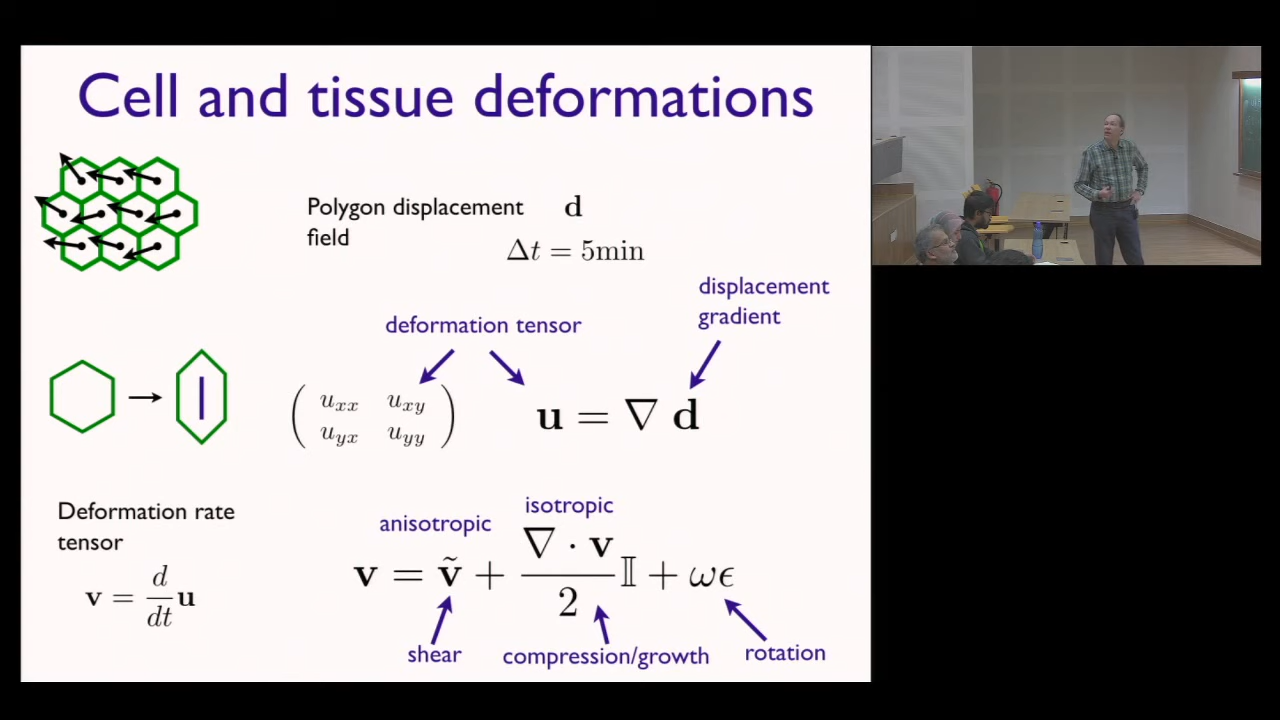 Cell and tissue deformations
Polygon displacement field
d
Δt = 5min
displacement gradient
deformation tensor
( u_xx u_xy
u_yx u_yy )
u = ∇ d
Deformation rate tensor
v = d/dt u
anisotropic
isotropic
v = ṽ + ∇ · v / 2 𝕀 + ωϵ
shear
compression/growth
rotation